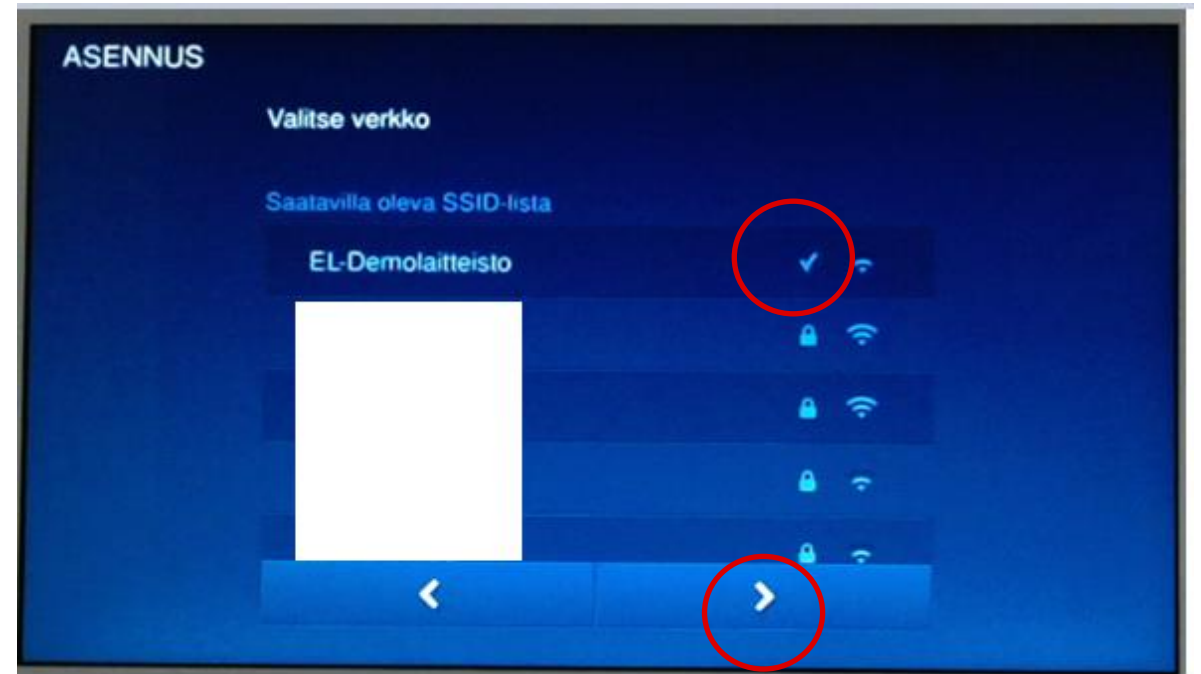 ASENNUS
Valitse verkko
Saatavilla oleva SSID-lista
EL-Demolaitteisto